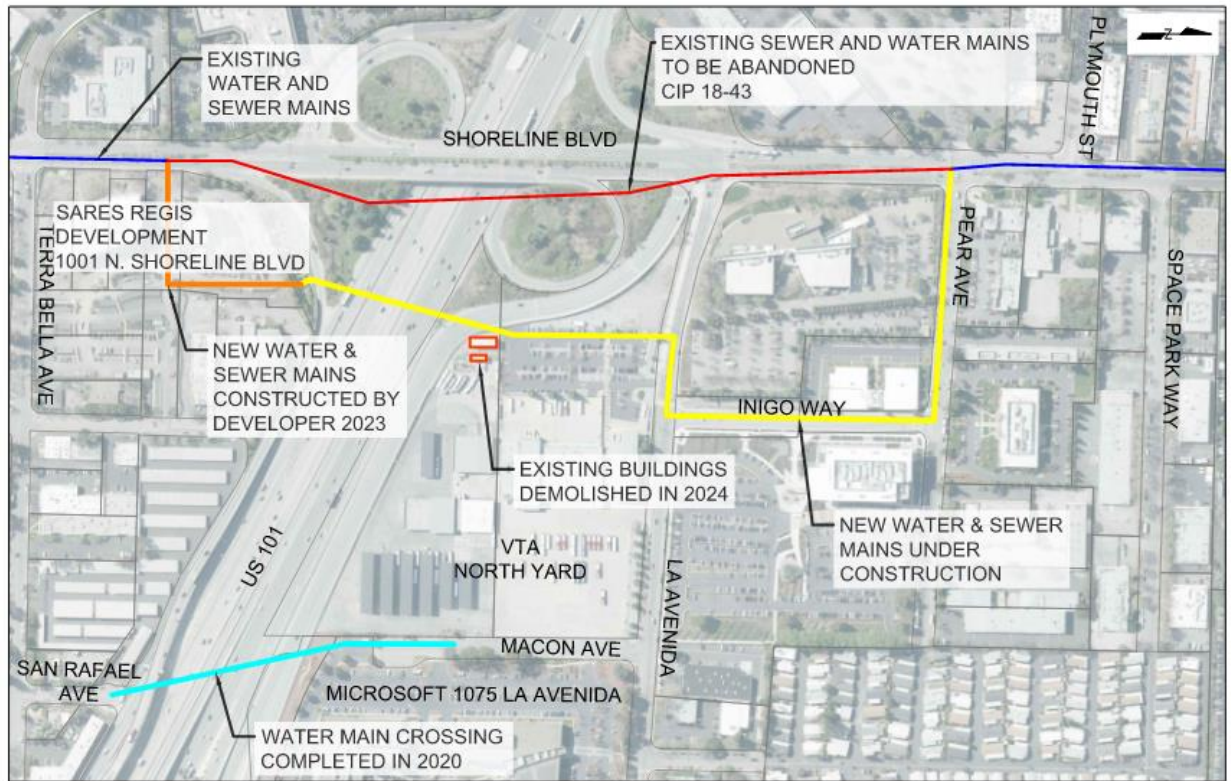 EXISTING
WATER AND
SEWER MAINS
EXISTING SEWER AND WATER MAINS
TO BE ABANDONED
CIP 18-43
PLYMOUTH ST
Z
SHORELINE BLVD
SARES REGIS
DEVELOPMENT
1001 N. SHORELINE BLVD
TERRA BELLA AVE
PEAR AVE
SPACE PARK WAY
NEW WATER &
SEWER MAINS
CONSTRUCTED BY
DEVELOPER 2023
INIGO WAY
EXISTING BUILDINGS
DEMOLISHED IN 2024
NEW WATER & SEWER
MAINS UNDER
CONSTRUCTION
US 101
VTA
NORTH YARD
LA AVENIDA
MACON AVE
SAN RAFAEL
AVE
MICROSOFT 1075 LA AVENIDA
WATER MAIN CROSSING
COMPLETED IN 2020